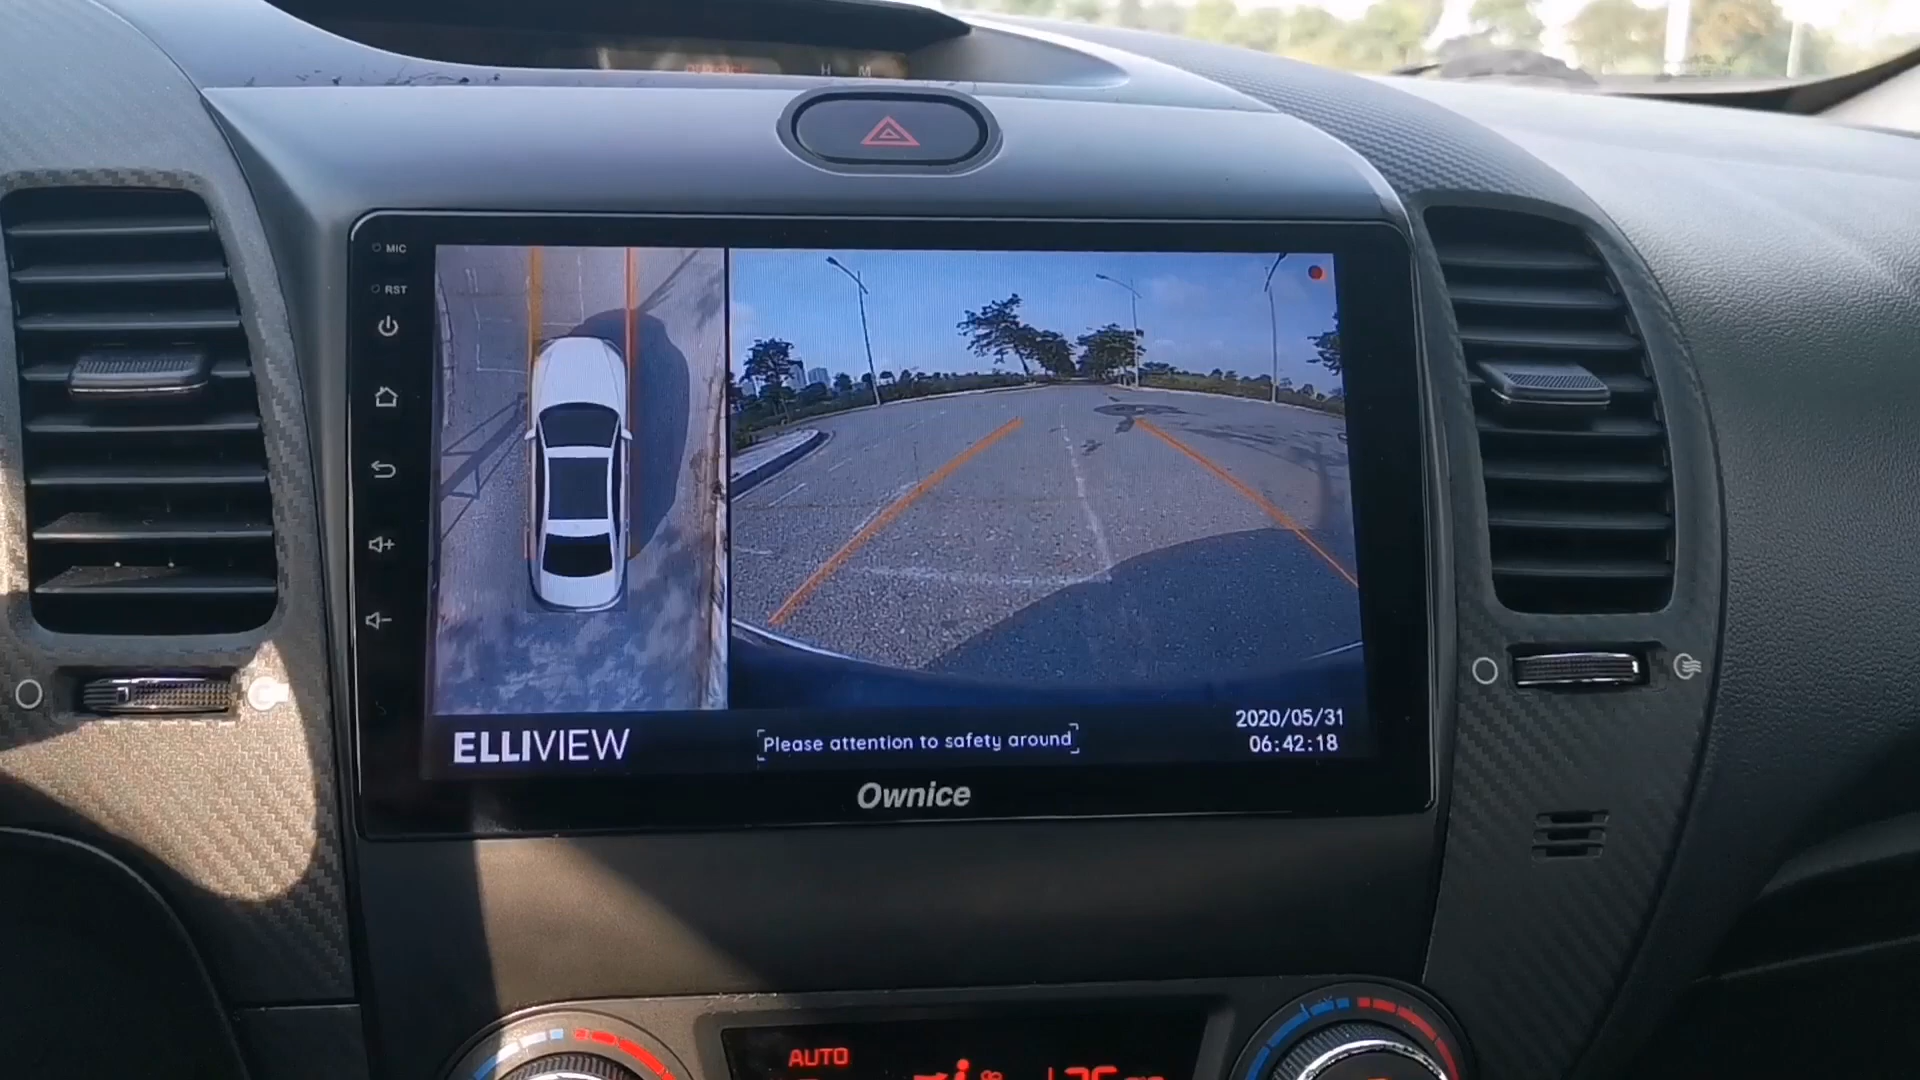 H M
MIC
RST
ELLIVIEW
Please attention to safety around
2020/05/31
06:42:18
Ownice
AUTO